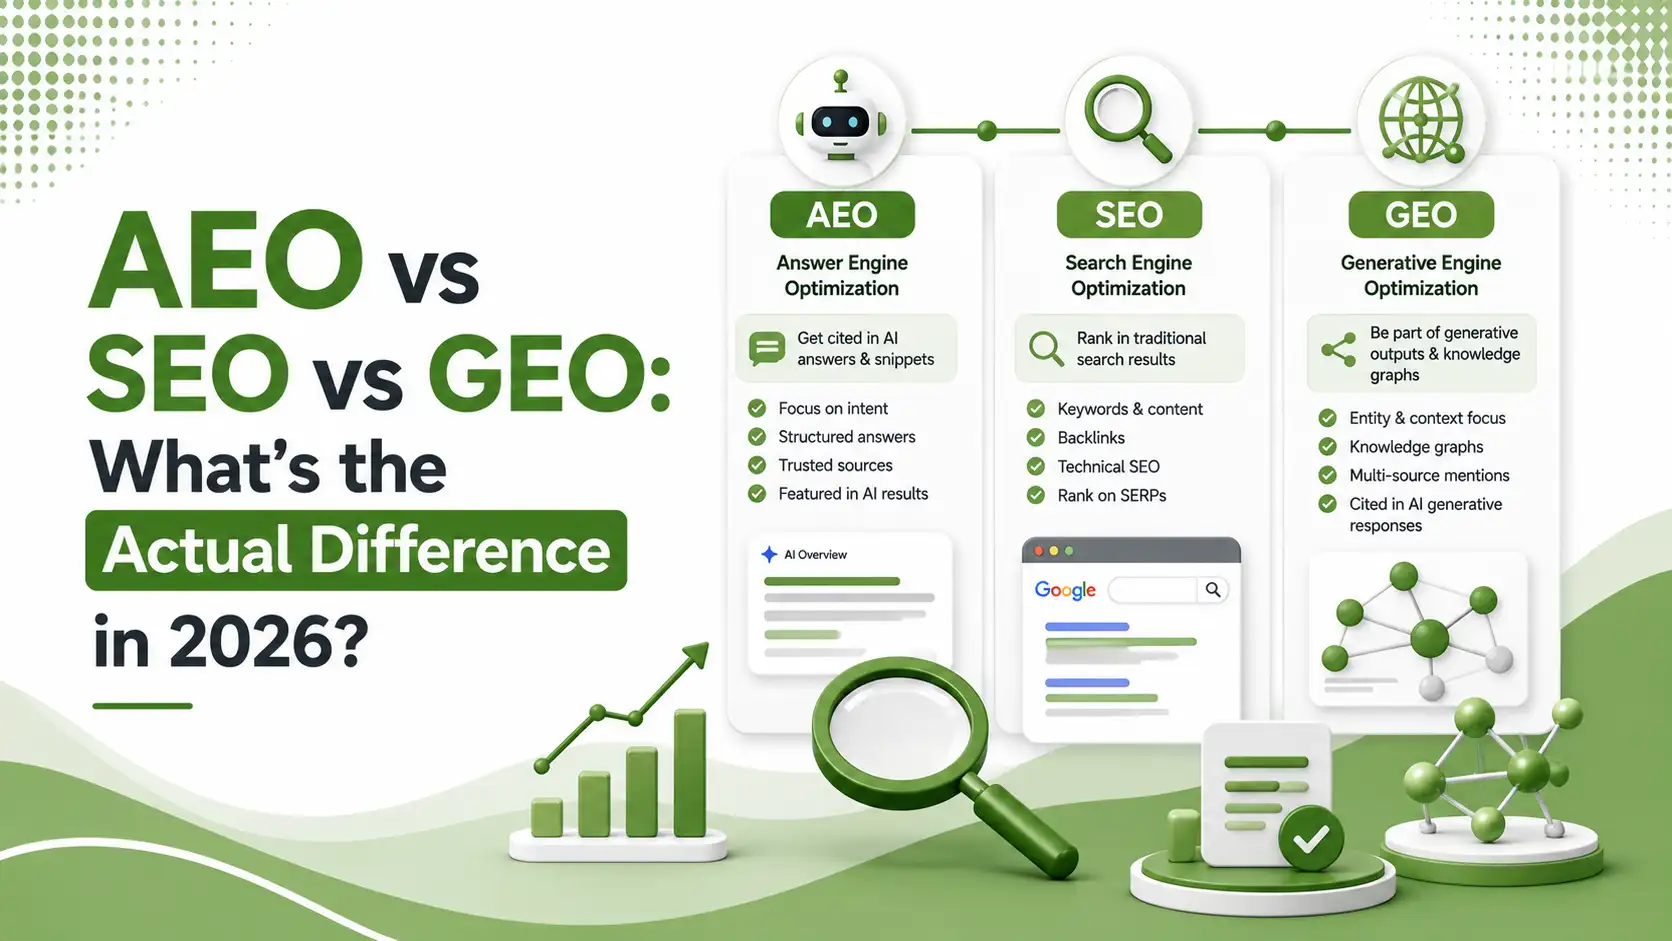 AEO vs
SEO vs GEO:
What's the
Actual Difference
in 2026?
AEO
Answer Engine
Optimization
Get cited in AI
answers & snippets
Focus on intent
Structured answers
Trusted sources
Featured in AI results
AI Overview
SEO
Search Engine
Optimization
Rank in traditional
search results
Keywords & content
Backlinks
Technical SEO
Rank on SERPs
Google
GEO
Generative Engine
Optimization
Be part of generative
outputs & knowledge
graphs
Entity & context focus
Knowledge graphs
Multi-source mentions
Cited in AI generative
responses